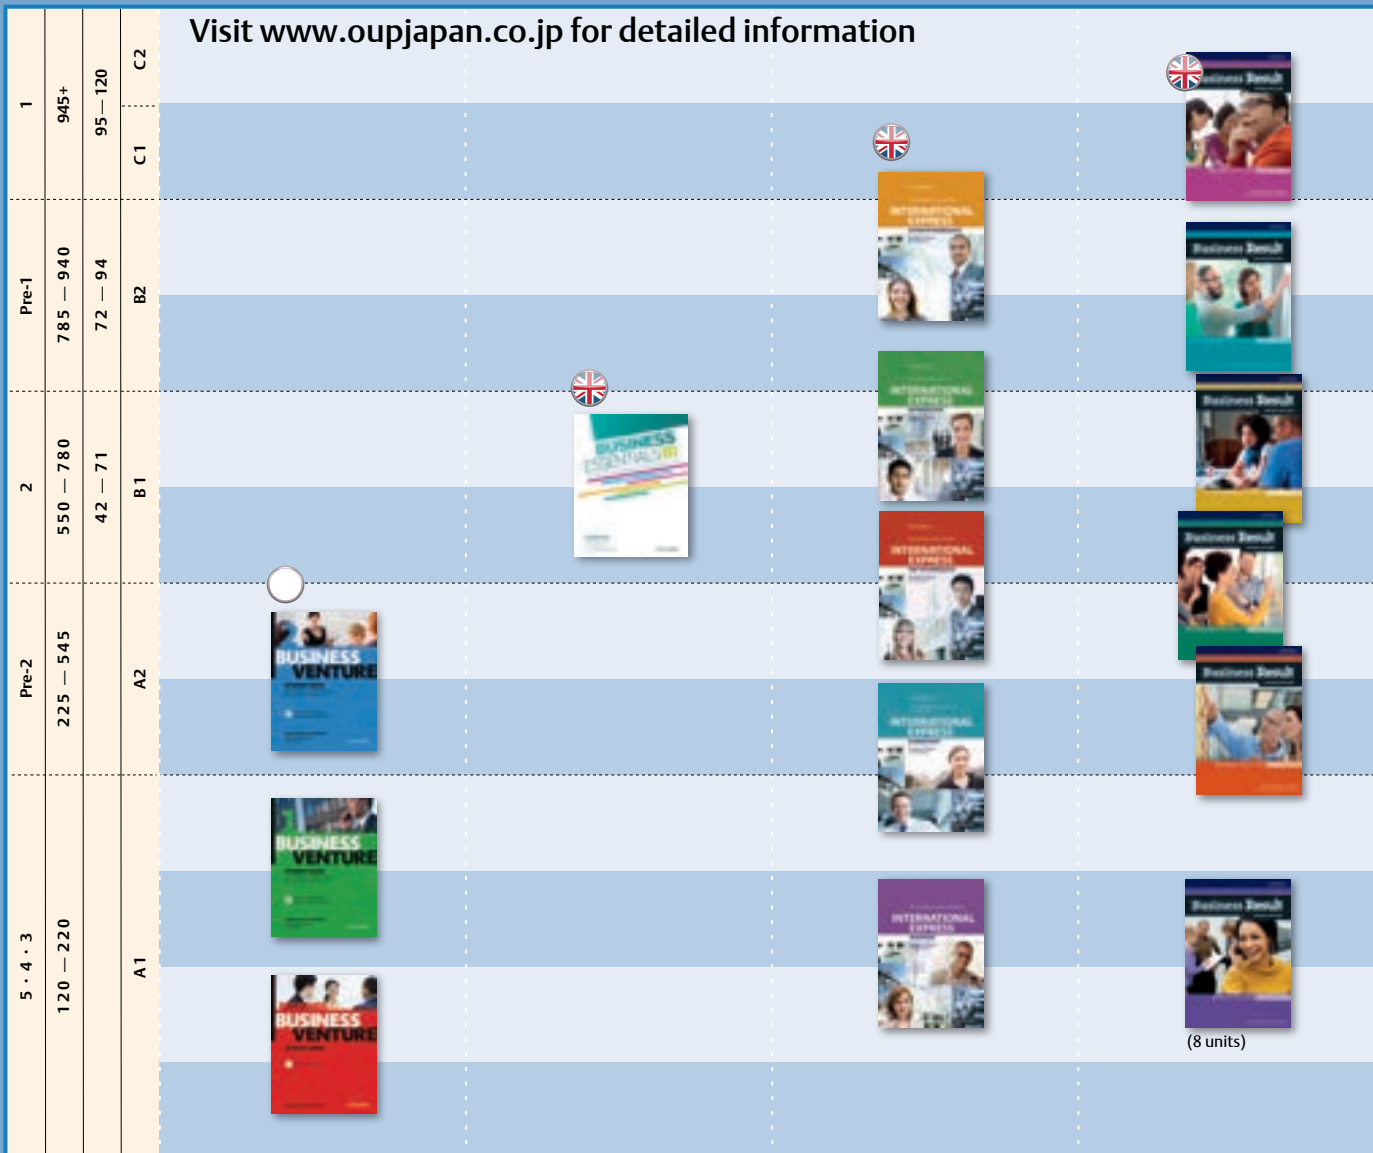 Visit www.oupjapan.co.jp for detailed information
1
945+
95 — 120
C2
C1
Pre-1
785 — 940
72 — 94
B2
2
550 — 780
42 — 71
B1
Pre-2
225 — 545
A2
5 · 4 · 3
120 — 220
A1
BUSINESS
VENTURE
1
BUSINESS
VENTURE
BUSINESS
VENTURE
BUSINESS
ESSENTIALS
INTERNATIONAL
EXPRESS
INTERNATIONAL
EXPRESS
INTERNATIONAL
EXPRESS
INTERNATIONAL
EXPRESS
INTERNATIONAL
EXPRESS
Business Result
Business Result
Business Result
Business Result
Business Result
Business Result
(8 units)